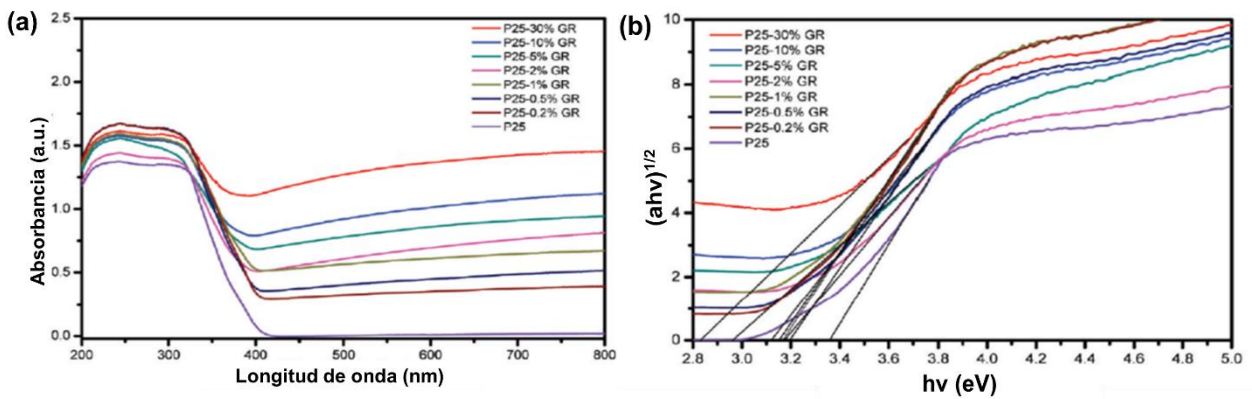 (a)
2.5
2.0
1.5
1.0
0.5
0.0
Absorbancia (a.u.)
200 300 400 500 600 700 800
Longitud de onda (nm)
P25-30% GR
P25-10% GR
P25-5% GR
P25-2% GR
P25-1% GR
P25-0.5% GR
P25-0.2% GR
P25
(b)
10
8
6
4
2
0
(ahv)1/2
2.8 3.0 3.2 3.4 3.6 3.8 4.0 4.2 4.4 4.6 4.8 5.0
hv (eV)
P25-30% GR
P25-10% GR
P25-5% GR
P25-2% GR
P25-1% GR
P25-0.5% GR
P25-0.2% GR
P25